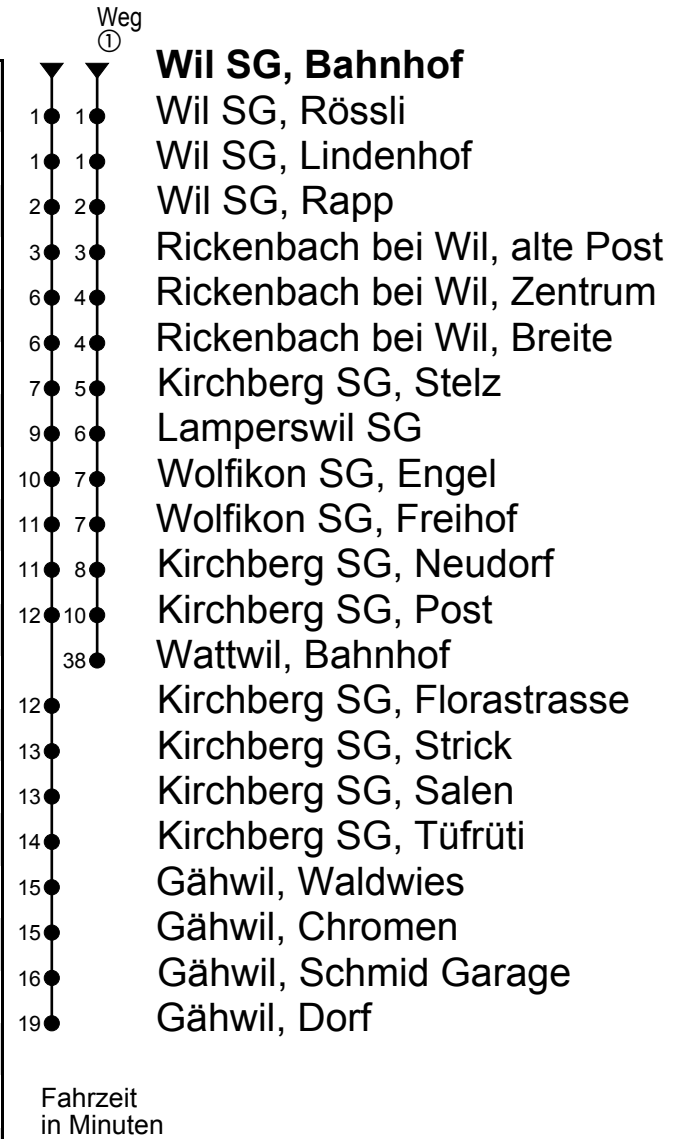 Weg
①
Wil SG, Bahnhof
1 1 Wil SG, Rössli
1 1 Wil SG, Lindenhof
2 2 Wil SG, Rapp
3 3 Rickenbach bei Wil, alte Post
6 4 Rickenbach bei Wil, Zentrum
6 4 Rickenbach bei Wil, Breite
7 5 Kirchberg SG, Stelz
9 6 Lamperswil SG
10 7 Wolfikon SG, Engel
11 7 Wolfikon SG, Freihof
11 8 Kirchberg SG, Neudorf
12 10 Kirchberg SG, Post
38 Wattwil, Bahnhof
12 Kirchberg SG, Florastrasse
13 Kirchberg SG, Strick
13 Kirchberg SG, Salen
14 Kirchberg SG, Tüfrüti
15 Gähwil, Waldwies
15 Gähwil, Chromen
16 Gähwil, Schmid Garage
19 Gähwil, Dorf
Fahrzeit
in Minuten